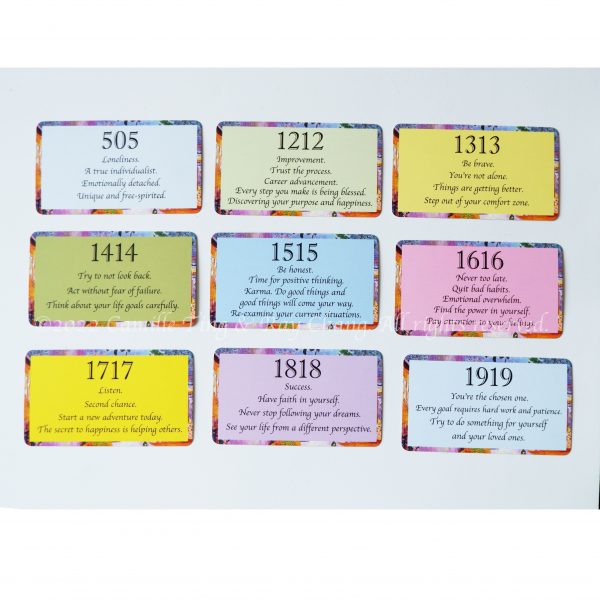 505
Loneliness.
A true individualist.
Emotionally detached.
Unique and free-spirited.
1212
Improvement.
Trust the process.
Career advancement.
Every step you make is being blessed.
Discovering your purpose and happiness.
1313
Be brave.
You're not alone.
Things are getting better.
Step out of your comfort zone.
1414
Try to not look back.
Act without fear of failure.
Think about your life goals carefully.
1515
Be honest.
Time for positive thinking.
Karma. Do good things and
good things will come your way.
Re-examine your current situations.
1616
Never too late.
Quit bad habits.
Emotional overwhelm.
Find the power in yourself.
Pay attention to your feelings.
1717
Listen.
Second chance.
Start a new adventure today.
The secret to happiness is helping others.
1818
Success.
Have faith in yourself.
Never stop following your dreams.
See your life from a different perspective.
1919
You're the chosen one.
Every goal requires hard work and patience.
Try to do something for yourself
and your loved ones.